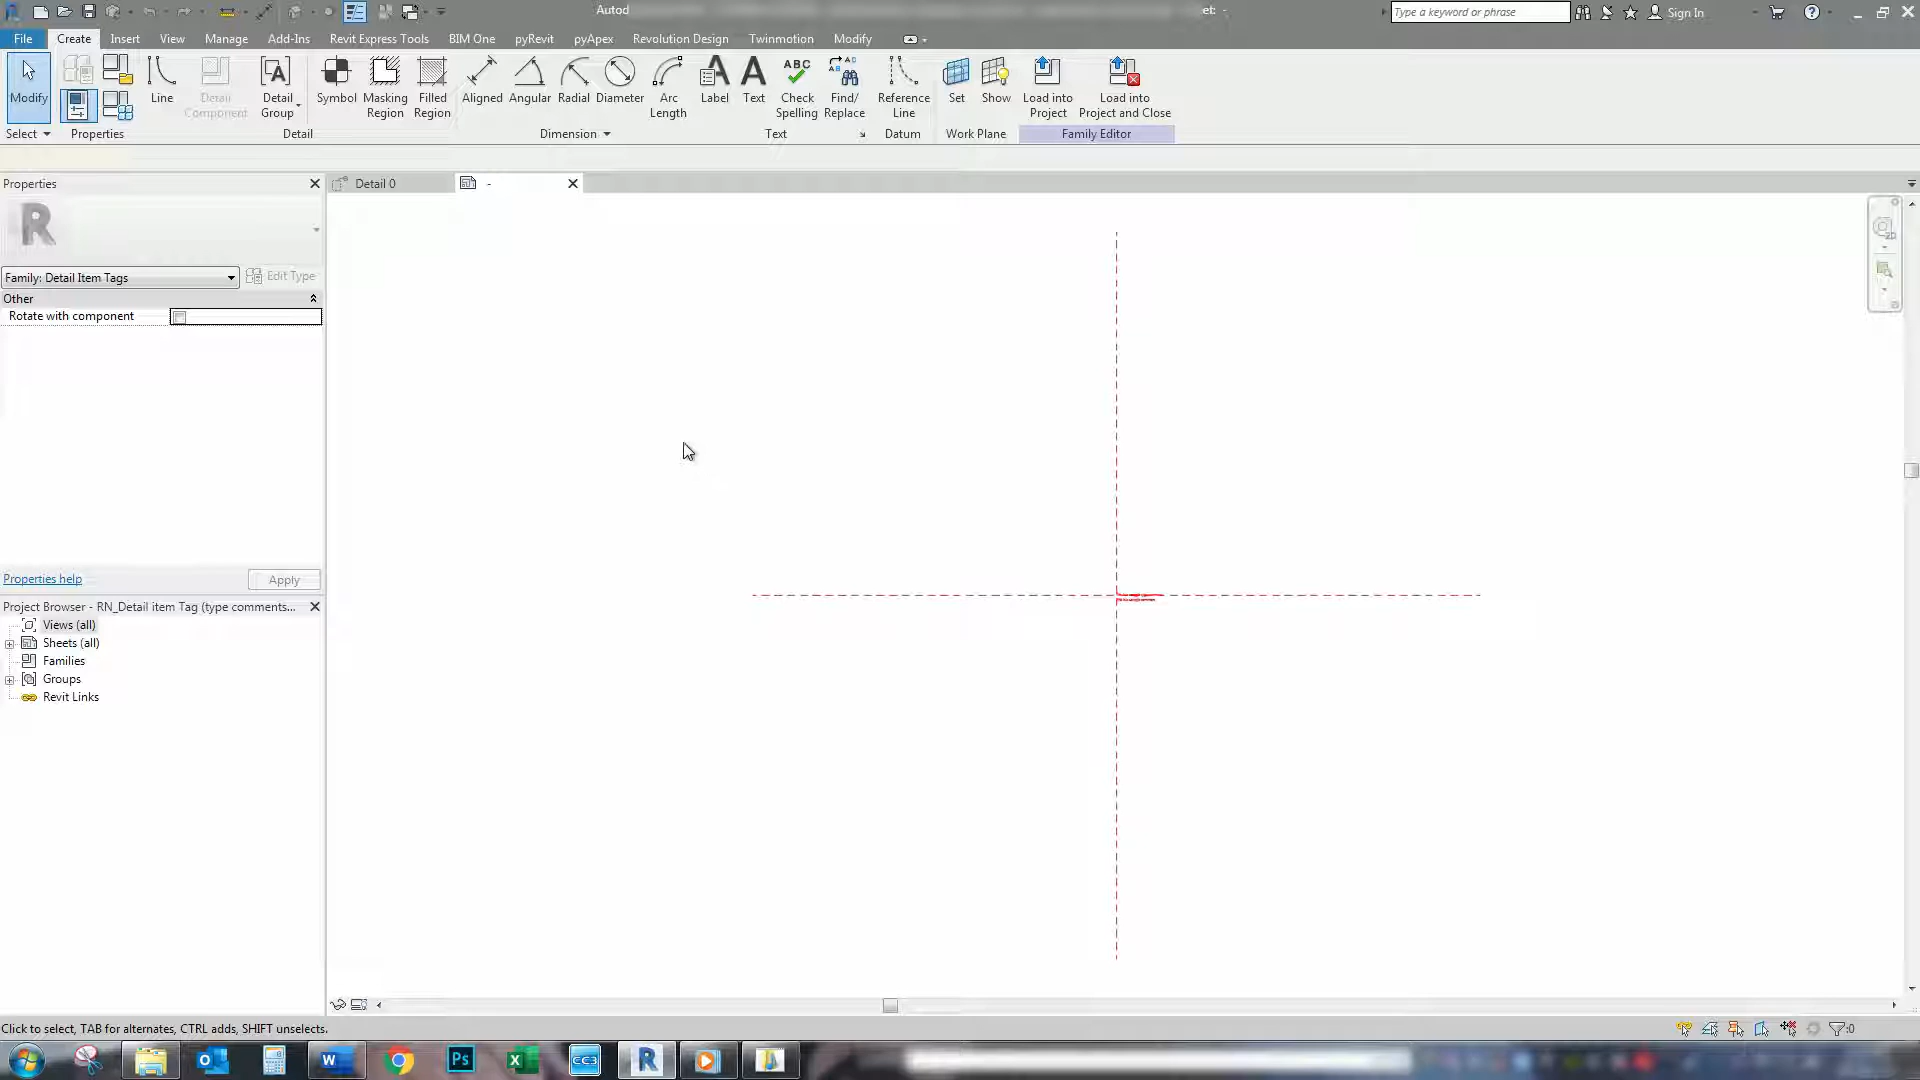 Autod
et: -
Type a keyword or phrase
Sign In
File Create Insert View Manage Add-Ins Revit Express Tools BIM One pyRevit pyApex Revolution Design Twinmotion Modify
Modify
Line
Detail Component
Detail Group
Symbol
Masking Region
Filled Region
Aligned
Angular
Radial
Diameter
Arc Length
Label
Text
Check Spelling
Find/ Replace
Reference Line
Set
Show
Load into Project
Load into Project and Close
Select Properties Detail Dimension Text Datum Work Plane Family Editor
Properties
Detail 0
-
Family: Detail Item Tags
Edit Type
Other
Rotate with component
Properties help
Apply
Project Browser - RN_Detail item Tag (type comments...
Views (all)
Sheets (all)
Families
Groups
Revit Links
Click to select, TAB for alternates, CTRL adds, SHIFT unselects.
:0